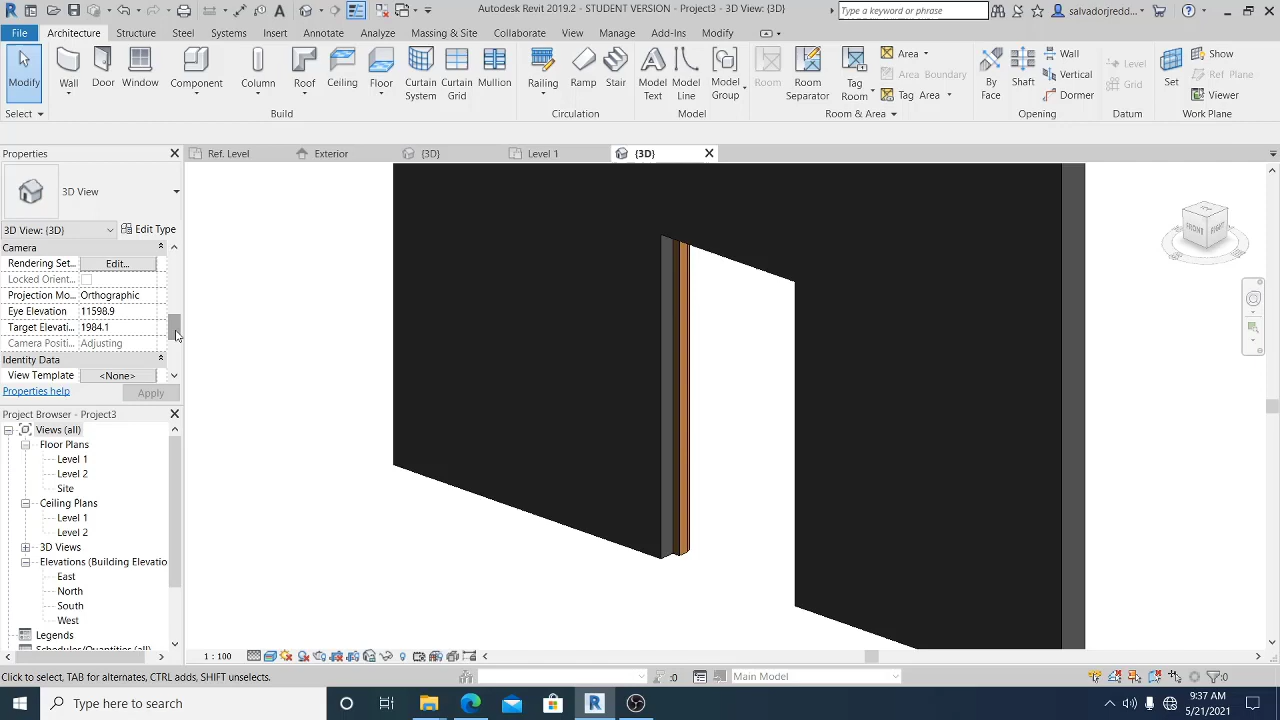 Autodesk Revit 2019.2 - STUDENT VERSION - Project3 - 3D View: {3D}
Type a keyword or phrase
salvadorjredd...
File Architecture Structure Steel Systems Insert Annotate Analyze Massing & Site Collaborate View Manage Add-Ins Modify
Modify Wall Door Window Component Column Roof Ceiling Floor Curtain System Curtain Grid Mullion Railing Ramp Stair Model Text Model Line Model Group Room Room Separator Tag Room Area Area Boundary Tag Area By Face Shaft Wall Vertical Dormer Level Grid Set Show Ref Plane Viewer
Select Build Circulation Model Room & Area Opening Datum Work Plane
Properties
Ref. Level Exterior {3D} Level 1 {3D}
3D View
3D View: {3D} Edit Type
Camera
Rendering Set... Edit...
Locked Orient...
Projection Mo... Orthographic
Eye Elevation 11598.9
Target Elevati... 1984.1
Camera Positi... Adjusting
Identity Data
View Template <None>
Properties help Apply
Project Browser - Project3
Views (all)
Floor Plans
Level 1
Level 2
Site
Ceiling Plans
Level 1
Level 2
3D Views
Elevations (Building Elevatio
East
North
South
West
Legends
Schedules/Quantities (all)
FRONT RIGHT
1 : 100
Click to select, TAB for alternates, CTRL adds, SHIFT unselects.
:0 Main Model :0
Type here to search
9:37 AM
5/21/2021